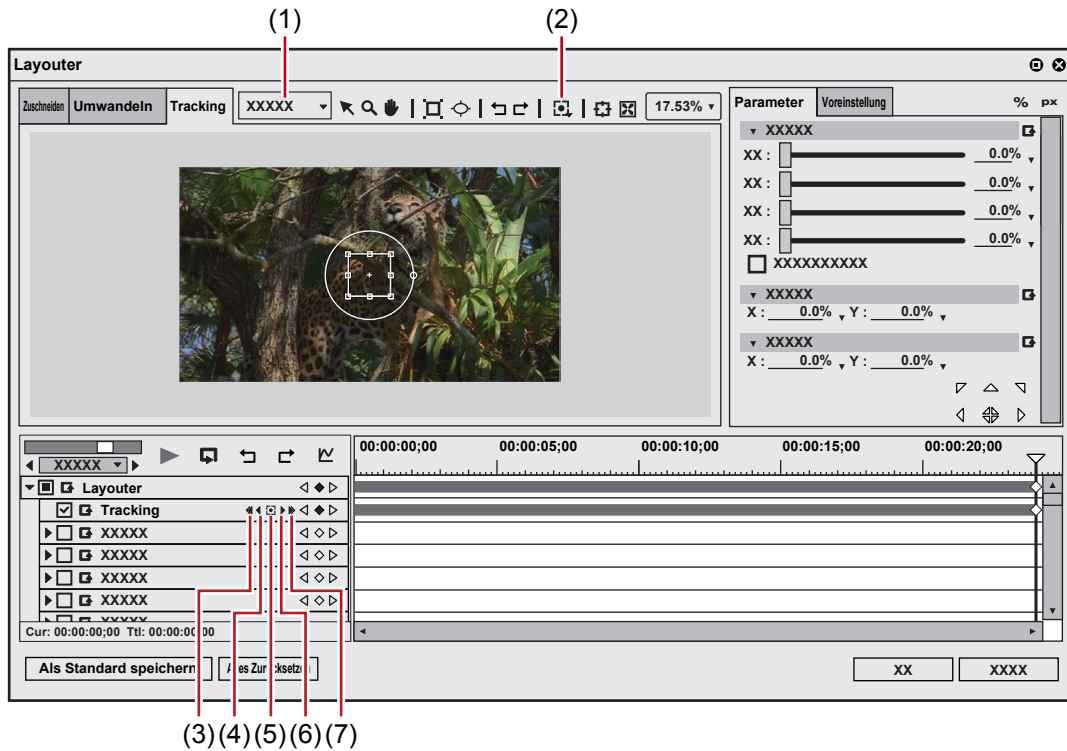 (1) (2)
Layouter
Zuschneiden Umwandeln Tracking XXXXX 17.53%
Parameter Voreinstellung % px
XXXXX
XX : 0.0%
XX : 0.0%
XX : 0.0%
XX : 0.0%
XXXXXXXXXX
XXXXX
X : 0.0% Y : 0.0%
XXXXX
X : 0.0% Y : 0.0%
XXXXX
00:00:00;00 00:00:05;00 00:00:10;00 00:00:15;00 00:00:20;00
Layouter
Tracking
XXXXX
XXXXX
XXXXX
XXXXX
XXXXX
Cur: 00:00:00;00 Ttl: 00:00:00;00
Als Standard speichern Alles Zurücksetzen XX XXXX
(3) (4) (5) (6) (7)